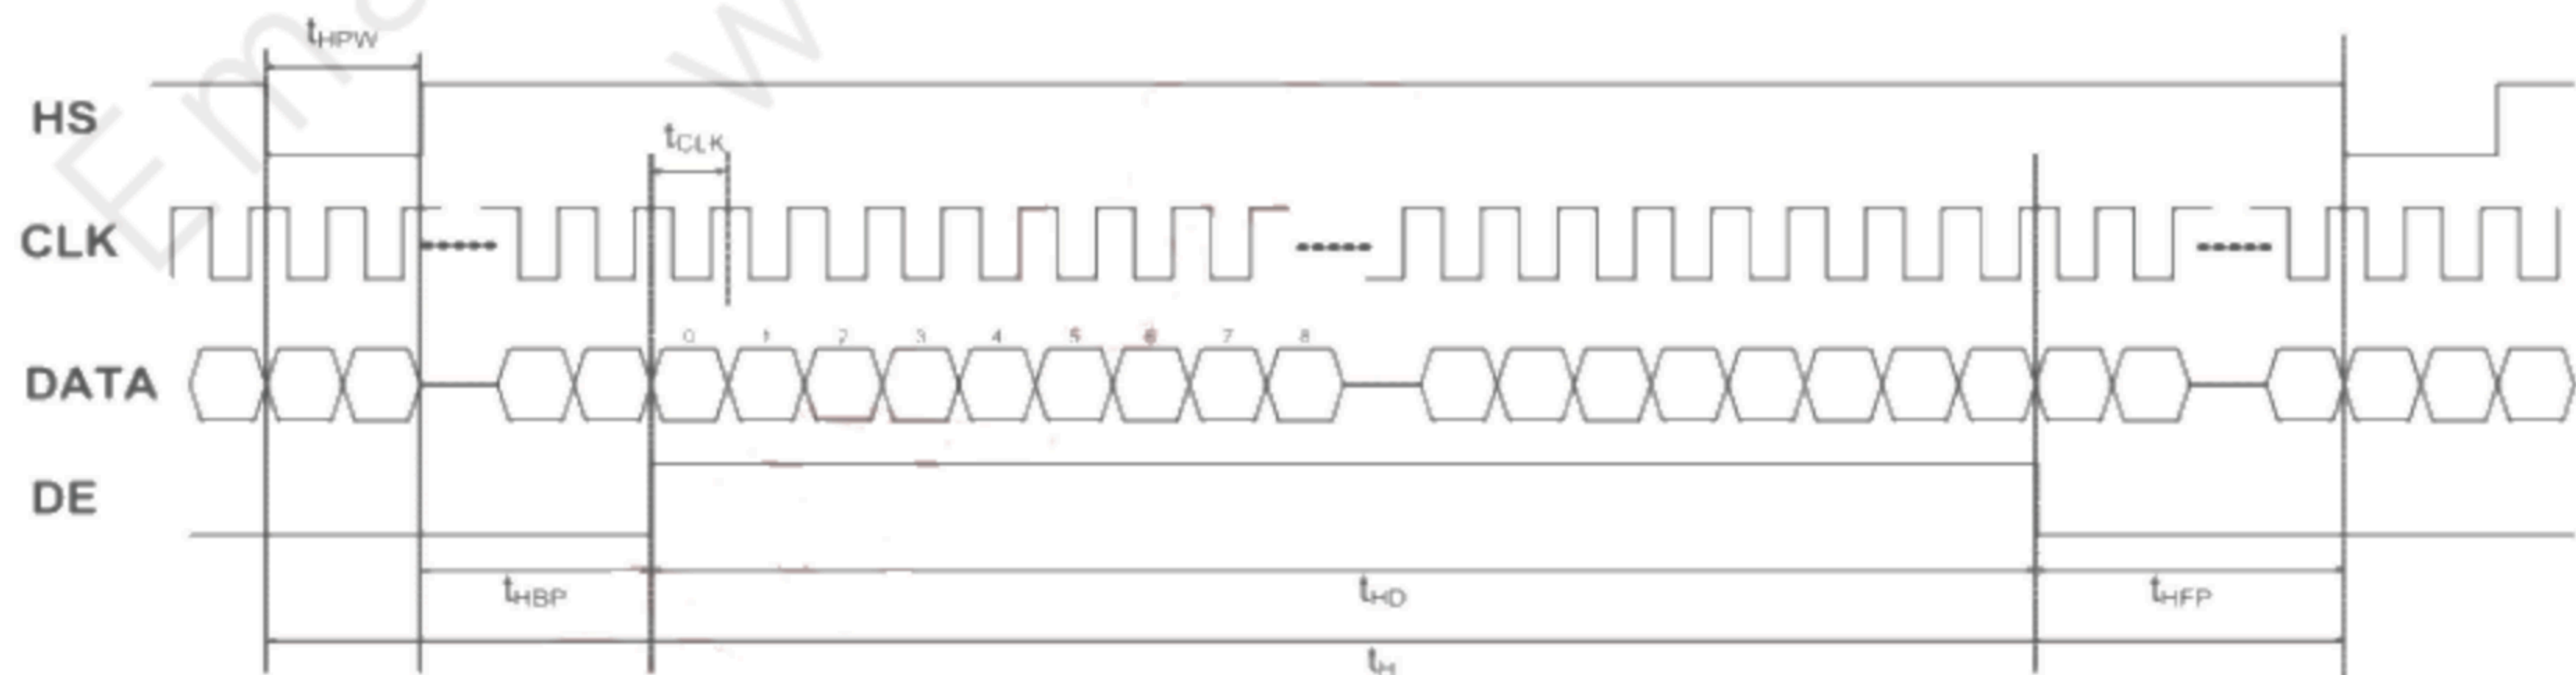 tHPW
HS
tCLK
CLK
0 1 2 3 4 5 6 7 8
DATA
DE
tHBP tHD tHFP
tH
Ema
w